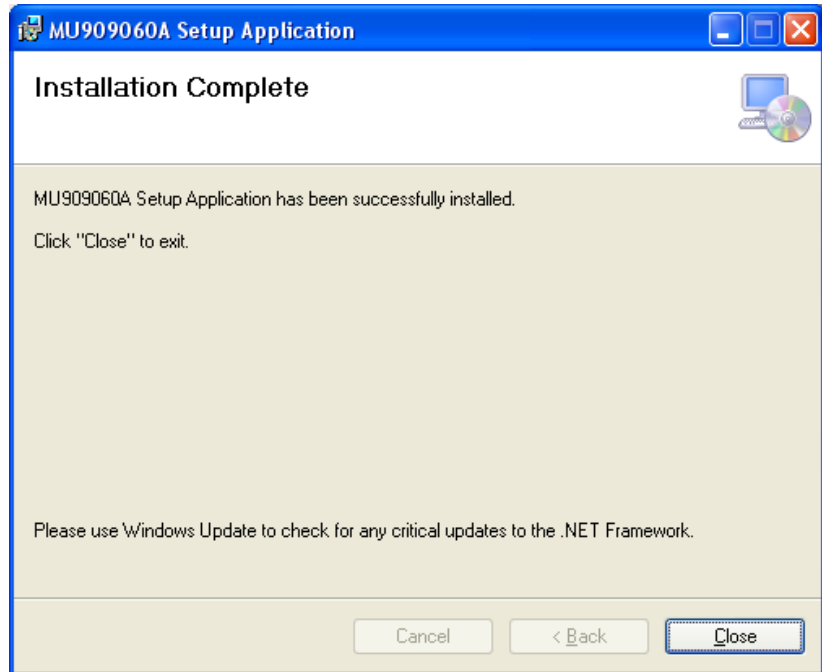 MU909060A Setup Application
Installation Complete
MU909060A Setup Application has been successfully installed.
Click "Close" to exit.
Please use Windows Update to check for any critical updates to the .NET Framework.
Cancel
< Back
Close